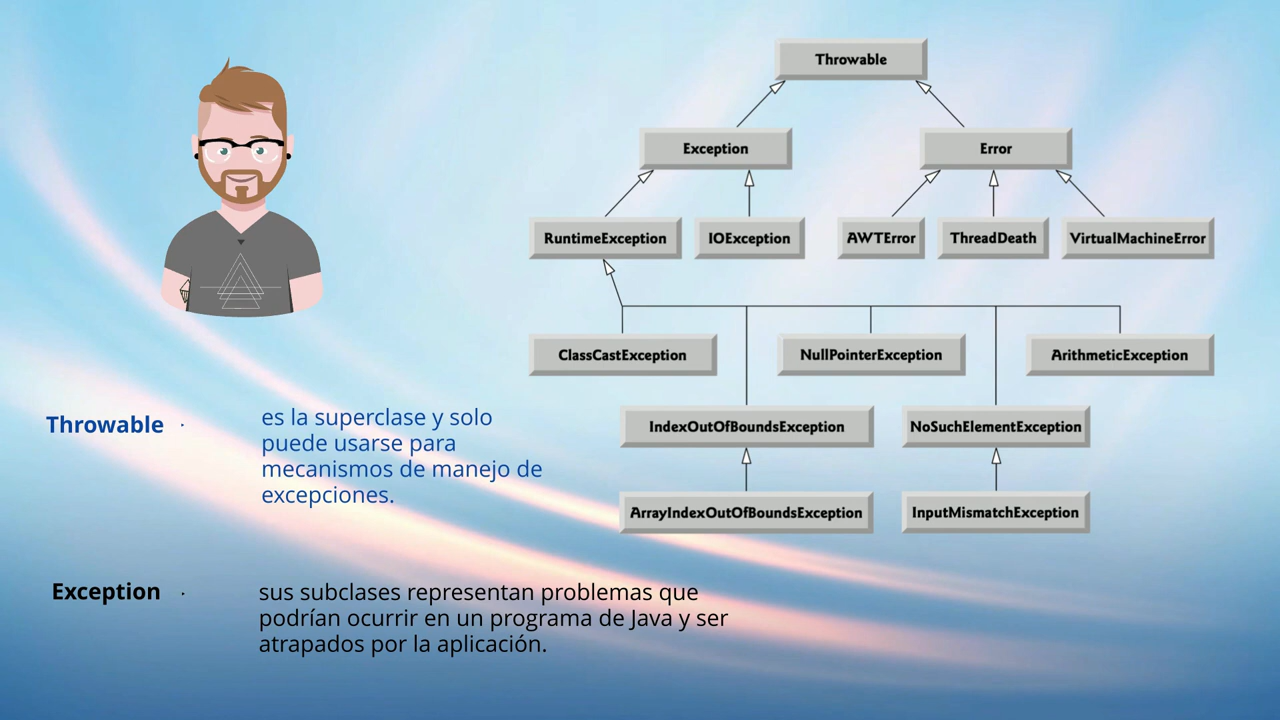 Throwable
Exception
Error
RuntimeException
IOException
AWTError
ThreadDeath
VirtualMachineError
ClassCastException
NullPointerException
ArithmeticException
IndexOutOfBoundsException
NoSuchElementException
ArrayIndexOutOfBoundsException
InputMismatchException
Throwable ·
es la superclase y solo
puede usarse para
mecanismos de manejo de
excepciones.
Exception ·
sus subclases representan problemas que
podrían ocurrir en un programa de Java y ser
atrapados por la aplicación.